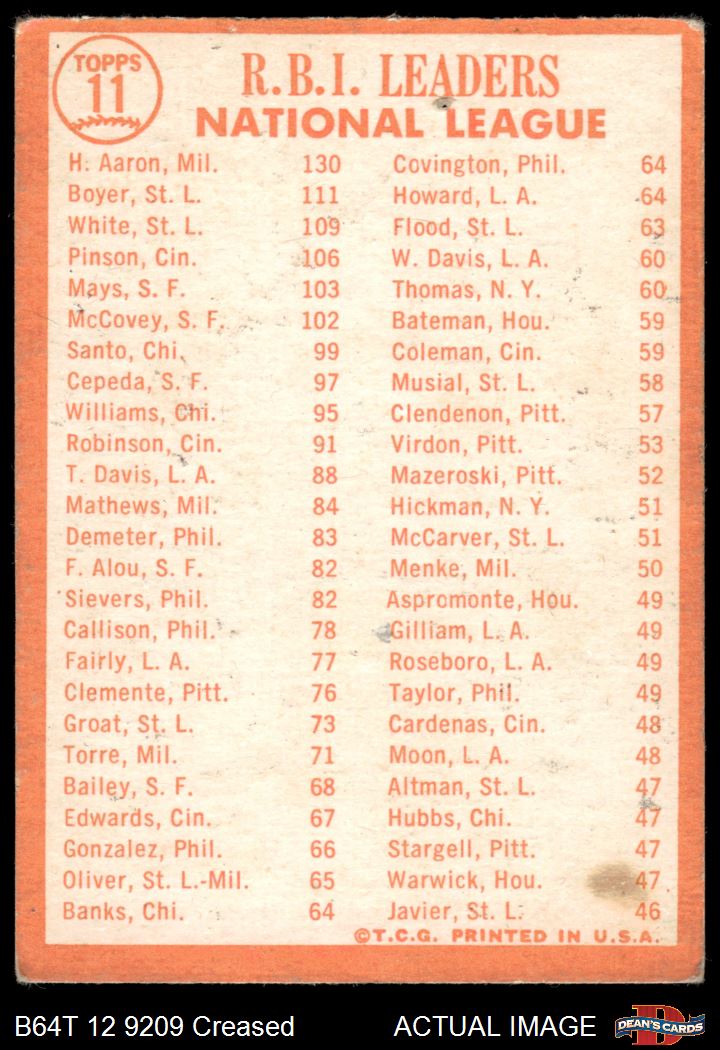 TOPPS
11
R.B.I. LEADERS
NATIONAL LEAGUE
H. Aaron, Mil. 130
Boyer, St. L. 111
White, St. L. 109
Pinson, Cin. 106
Mays, S. F. 103
McCovey, S. F. 102
Santo, Chi. 99
Cepeda, S. F. 97
Williams, Chi. 95
Robinson, Cin. 91
T. Davis, L. A. 88
Mathews, Mil. 84
Demeter, Phil. 83
F. Alou, S. F. 82
Sievers, Phil. 82
Callison, Phil. 78
Fairly, L. A. 77
Clemente, Pitt. 76
Groat, St. L. 73
Torre, Mil. 71
Bailey, S. F. 68
Edwards, Cin. 67
Gonzalez, Phil. 66
Oliver, St. L.-Mil. 65
Banks, Chi. 64
Covington, Phil. 64
Howard, L. A. 64
Flood, St. L. 63
W. Davis, L. A. 60
Thomas, N. Y. 60
Bateman, Hou. 59
Coleman, Cin. 59
Musial, St. L. 58
Clendenon, Pitt. 57
Virdon, Pitt. 53
Mazeroski, Pitt. 52
Hickman, N. Y. 51
McCarver, St. L. 51
Menke, Mil. 50
Aspromonte, Hou. 49
Gilliam, L. A. 49
Roseboro, L. A. 49
Taylor, Phil. 49
Cardenas, Cin. 48
Moon, L. A. 48
Altman, St. L. 47
Hubbs, Chi. 47
Stargell, Pitt. 47
Warwick, Hou. 47
Javier, St. L. 46
©T.C.G. PRINTED IN U.S.A.
B64T 12 9209 Creased
ACTUAL IMAGE
DEAN'S CARDS